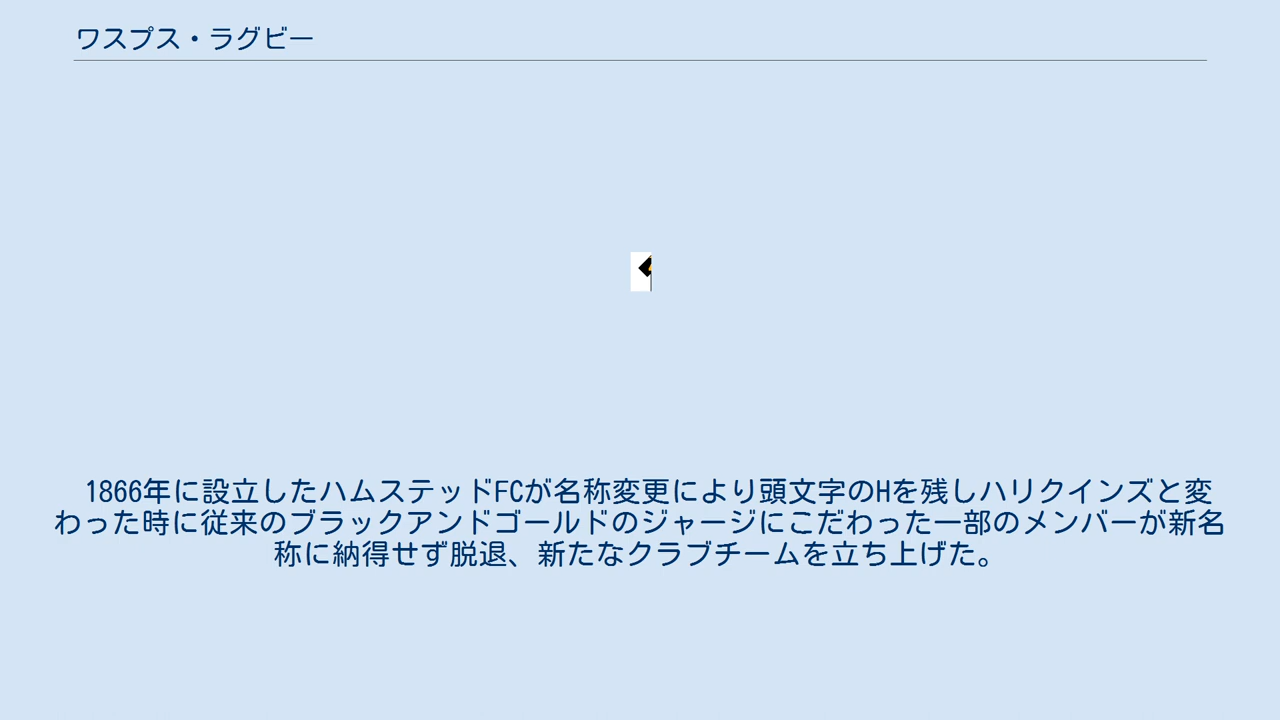 ワスプス・ラグビー
1866年に設立したハムステッドFCが名称変更により頭文字のHを残しハリクインズと変
わった時に従来のブラックアンドゴールドのジャージにこだわった一部のメンバーが新名
称に納得せず脱退、新たなクラブチームを立ち上げた。